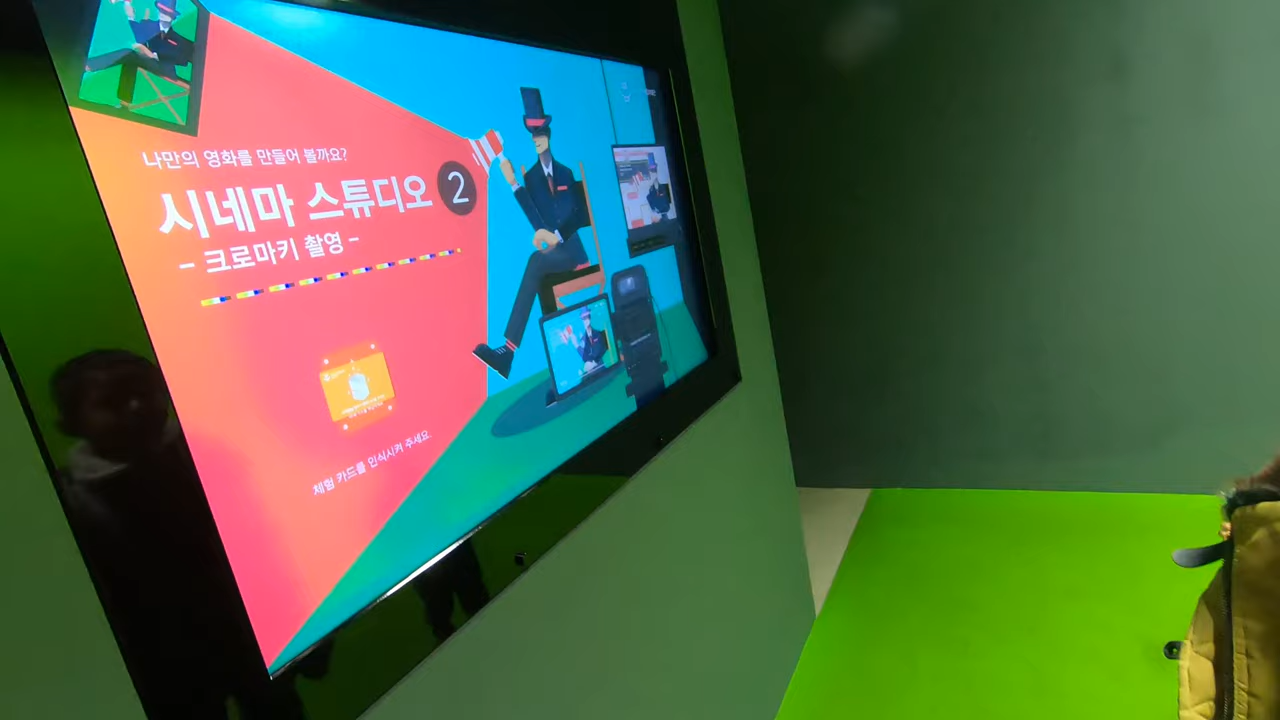 나만의 영화를 만들어 볼까요?
시네마 스튜디오 2
- 크로마키 촬영 -
체험 카드를 인식시켜 주세요.